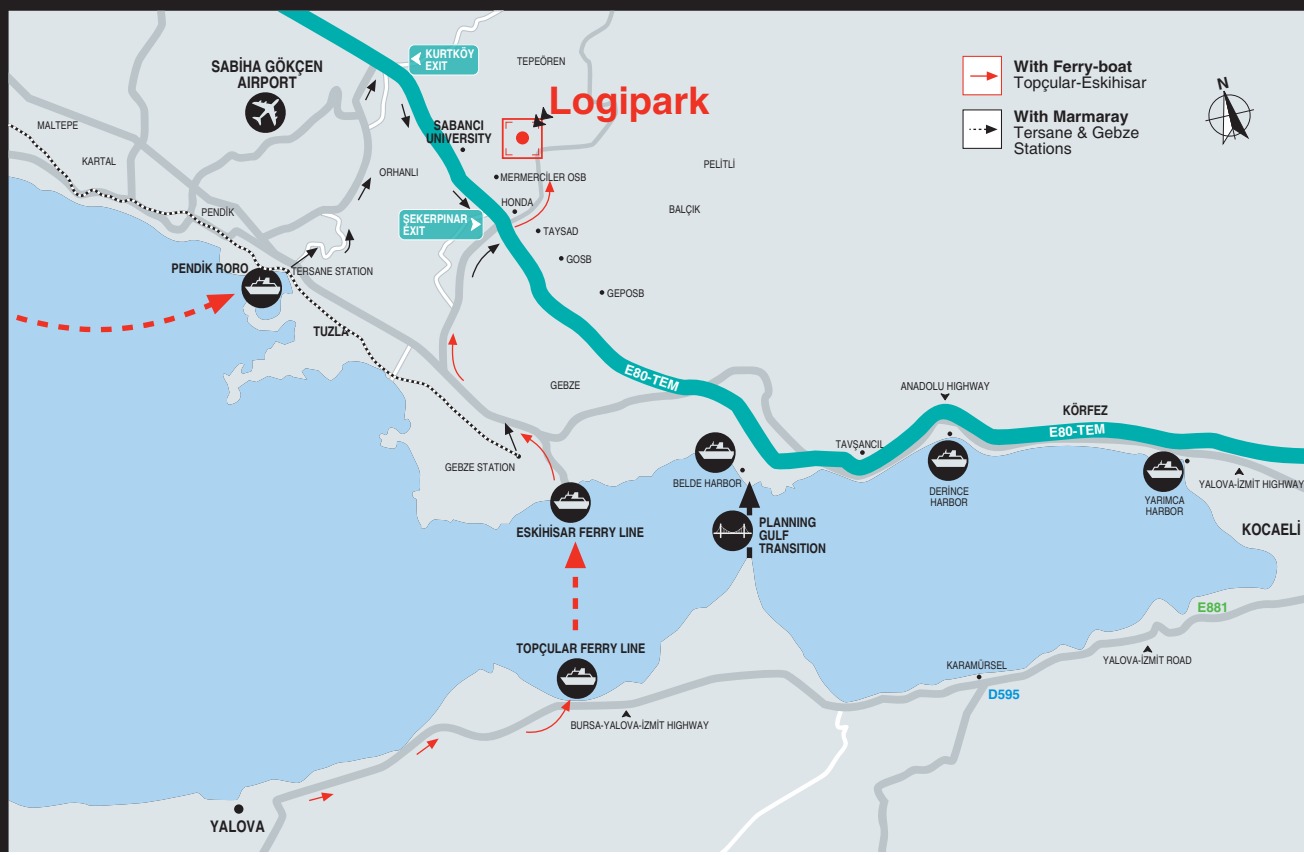 KURTKÖY
EXIT
TEPEÖREN
SABİHA GÖKÇEN
AIRPORT
Logipark
With Ferry-boat
Topçular-Eskihisar
N
With Marmaray
Tersane & Gebze
Stations
MALTEPE
SABANCI
UNIVERSITY
KARTAL
ORHANLI
MERMERCİLER OSB
PELİTLİ
HONDA
BALÇIK
PENDİK
ŞEKERPINAR
EXIT
TAYSAD
GOSB
PENDİK RORO
TERSANE STATION
GEPOSB
TUZLA
E80-TEM
GEBZE
ANADOLU HIGHWAY
KÖRFEZ
E80-TEM
TAVŞANCIL
GEBZE STATION
BELDE HARBOR
DERİNCE
HARBOR
YARIMCA
HARBOR
YALOVA-İZMİT HIGHWAY
ESKİHİSAR FERRY LINE
PLANNING
GULF
TRANSITION
KOCAELİ
E881
TOPÇULAR FERRY LINE
KARAMÜRSEL
YALOVA-İZMİT ROAD
D595
BURSA-YALOVA-İZMİT HIGHWAY
YALOVA